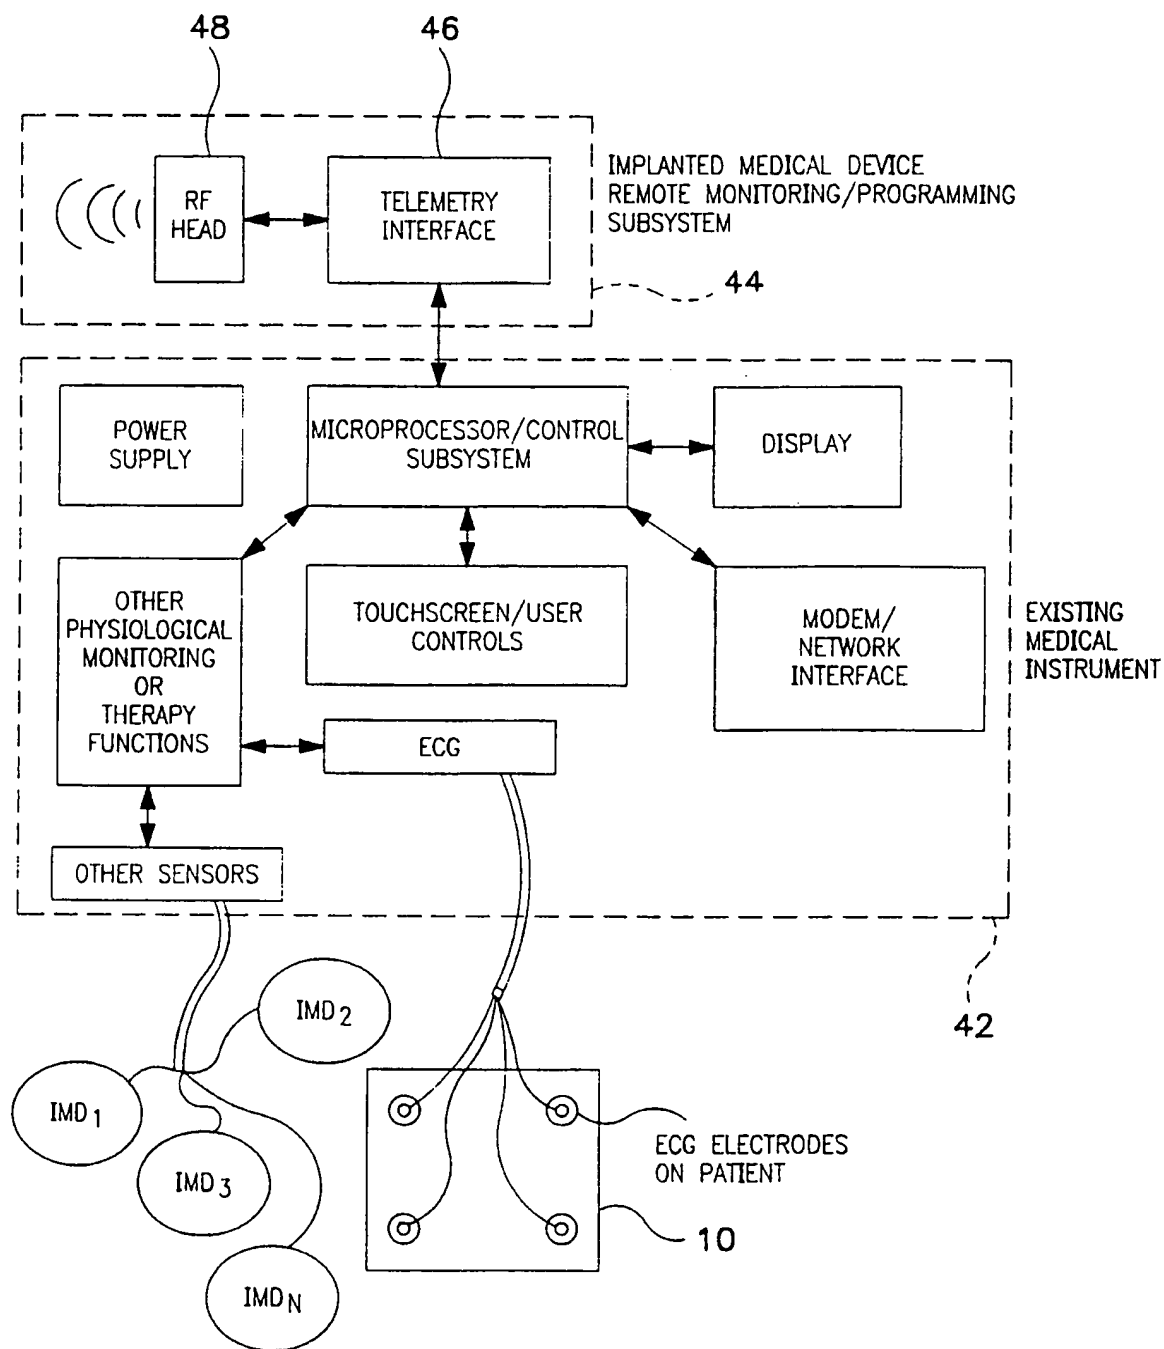 48
46
RF
HEAD
TELEMETRY
INTERFACE
IMPLANTED MEDICAL DEVICE
REMOTE MONITORING/PROGRAMMING
SUBSYSTEM
44
POWER
SUPPLY
MICROPROCESSOR/CONTROL
SUBSYSTEM
DISPLAY
OTHER
PHYSIOLOGICAL
MONITORING
OR
THERAPY
FUNCTIONS
TOUCHSCREEN/USER
CONTROLS
MODEM/
NETWORK
INTERFACE
EXISTING
MEDICAL
INSTRUMENT
ECG
OTHER SENSORS
42
IMD2
IMD1
IMD3
IMDN
ECG ELECTRODES
ON PATIENT
10